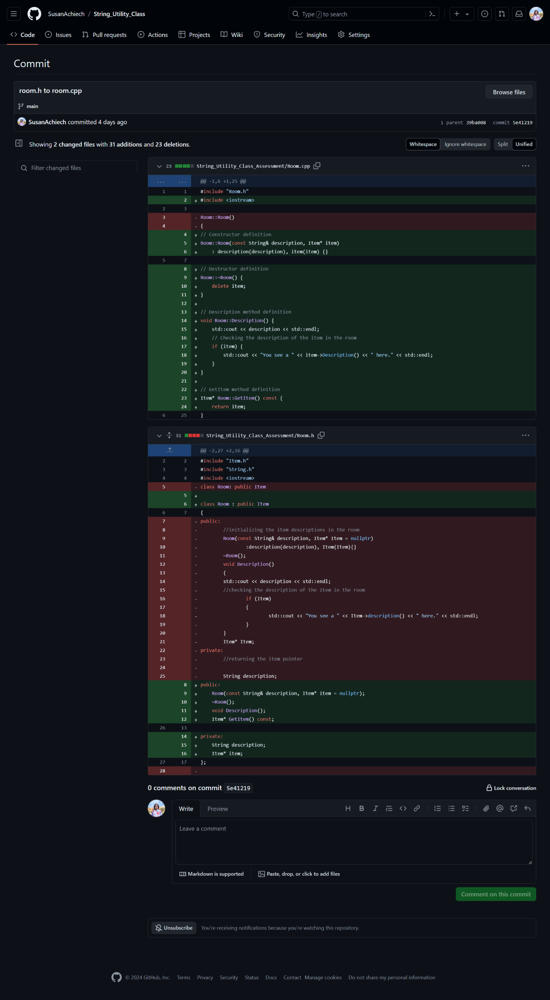 SusanAchiech / String_Utility_Class
Type / to search
Code Issues Pull requests Actions Projects Wiki Security Insights Settings
Commit
room.h to room.cpp
Browse files
main
SusanAchiech committed 4 days ago
1 parent 39ba008 commit 5e41219
Showing 2 changed files with 31 additions and 23 deletions.
Whitespace Ignore whitespace Split Unified
Filter changed files
23 String_Utility_Class_Assessment/Room.cpp
... ... @@ -1,6 +1,25 @@
1 1 #include "Room.h"
2 + #include <iostream>
2 3
3 - Room::Room()
4 - {
4 + // Constructor definition
5 + Room::Room(const String& description, Item* item)
6 + : description(description), item(item) {}
5 7
8 + // Destructor definition
9 + Room::~Room() {
10 + delete item;
11 + }
12 +
13 + // Description method definition
14 + void Room::Description() {
15 + std::cout << description << std::endl;
16 + // Checking the description of the item in the room
17 + if (item) {
18 + std::cout << "You see a " << item->Description() << " here." << std::endl;
19 + }
20 + }
21 +
22 + // GetItem method definition
23 + Item* Room::GetItem() const {
24 + return item;
6 25 }
31 String_Utility_Class_Assessment/Room.h
@@ -2,27 +2,16 @@
2 2 #include "Item.h"
3 3 #include "String.h"
4 4 #include <iostream>
5 - class Room: public Item
5 +
6 + class Room : public Item
6 7 {
7 - public:
8 - //initializing the item descriptions in the room
9 - Room(const String& description, Item* Item = nullptr)
10 - :description(description), Item(Item){}
11 - ~Room();
12 - void Description()
13 - {
14 - std::cout << description << std::endl;
15 - //checking the description of the item in the room
16 - if (Item)
17 - {
18 - std::cout << "You see a " << Item->description() << " here." << std::endl;
19 - }
20 - }
21 - Item* Item;
22 - private:
23 - //returning the item pointer
24 -
25 - String description;
8 + public:
9 + Room(const String& description, Item* item = nullptr);
10 + ~Room();
11 + void Description();
12 + Item* GetItem() const;
26 13
14 + private:
15 + String description;
16 + Item* item;
27 17 };
28 -
0 comments on commit 5e41219
Lock conversation
Write Preview
Leave a comment
Markdown is supported
Paste, drop, or click to add files
Comment on this commit
Unsubscribe You're receiving notifications because you're watching this repository.
© 2024 GitHub, Inc. Terms Privacy Security Status Docs Contact Manage cookies Do not share my personal information